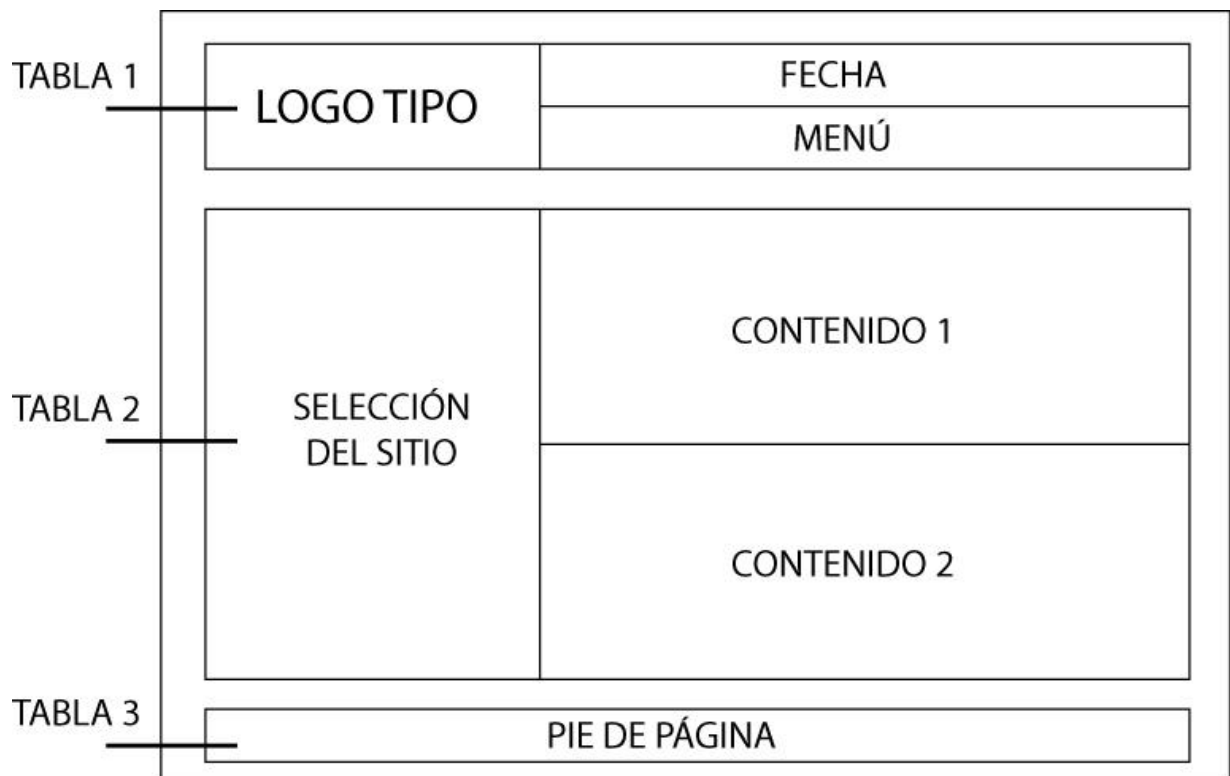 TABLA 1
LOGO TIPO
FECHA
MENÚ
TABLA 2
SELECCIÓN
DEL SITIO
CONTENIDO 1
CONTENIDO 2
TABLA 3
PIE DE PÁGINA